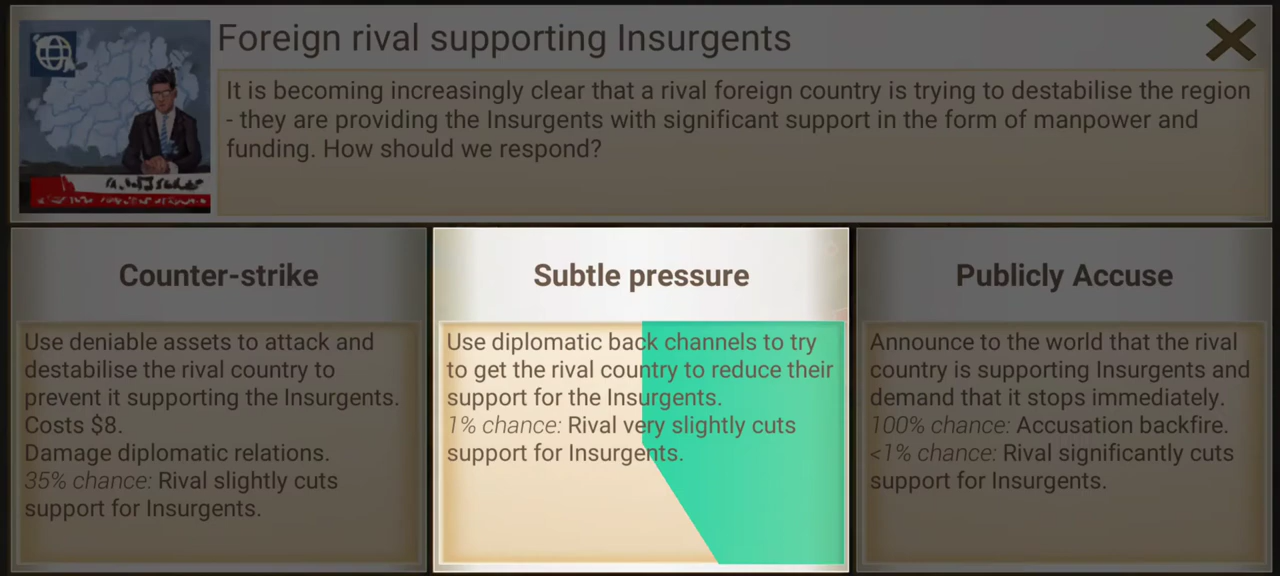 Foreign rival supporting Insurgents
It is becoming increasingly clear that a rival foreign country is trying to destabilise the region
- they are providing the Insurgents with significant support in the form of manpower and
funding. How should we respond?
Counter-strike
Use deniable assets to attack and
destabilise the rival country to
prevent it supporting the Insurgents.
Costs $8.
Damage diplomatic relations.
35% chance: Rival slightly cuts
support for Insurgents.
Subtle pressure
Use diplomatic back channels to try
to get the rival country to reduce their
support for the Insurgents.
1% chance: Rival very slightly cuts
support for Insurgents.
Publicly Accuse
Announce to the world that the rival
country is supporting Insurgents and
demand that it stops immediately.
100% chance: Accusation backfire.
<1% chance: Rival significantly cuts
support for Insurgents.